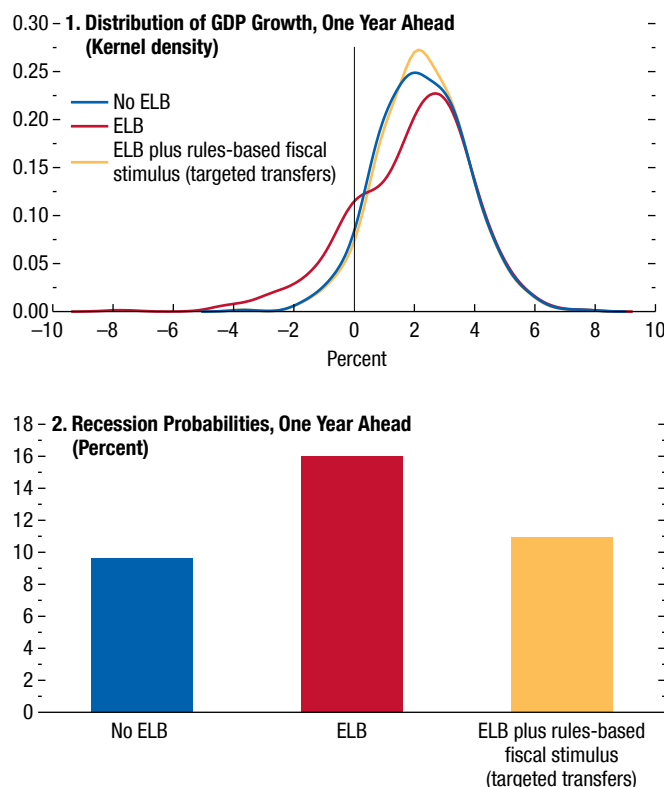 1. Distribution of GDP Growth, One Year Ahead
(Kernel density)
0.30
0.25
0.20
0.15
0.10
0.05
0.00
No ELB
ELB
ELB plus rules-based fiscal
stimulus (targeted transfers)
–10 –8 –6 –4 –2 0 2 4 6 8 10
Percent
2. Recession Probabilities, One Year Ahead
(Percent)
18
16
14
12
10
8
6
4
2
0
No ELB
ELB
ELB plus rules-based
fiscal stimulus
(targeted transfers)